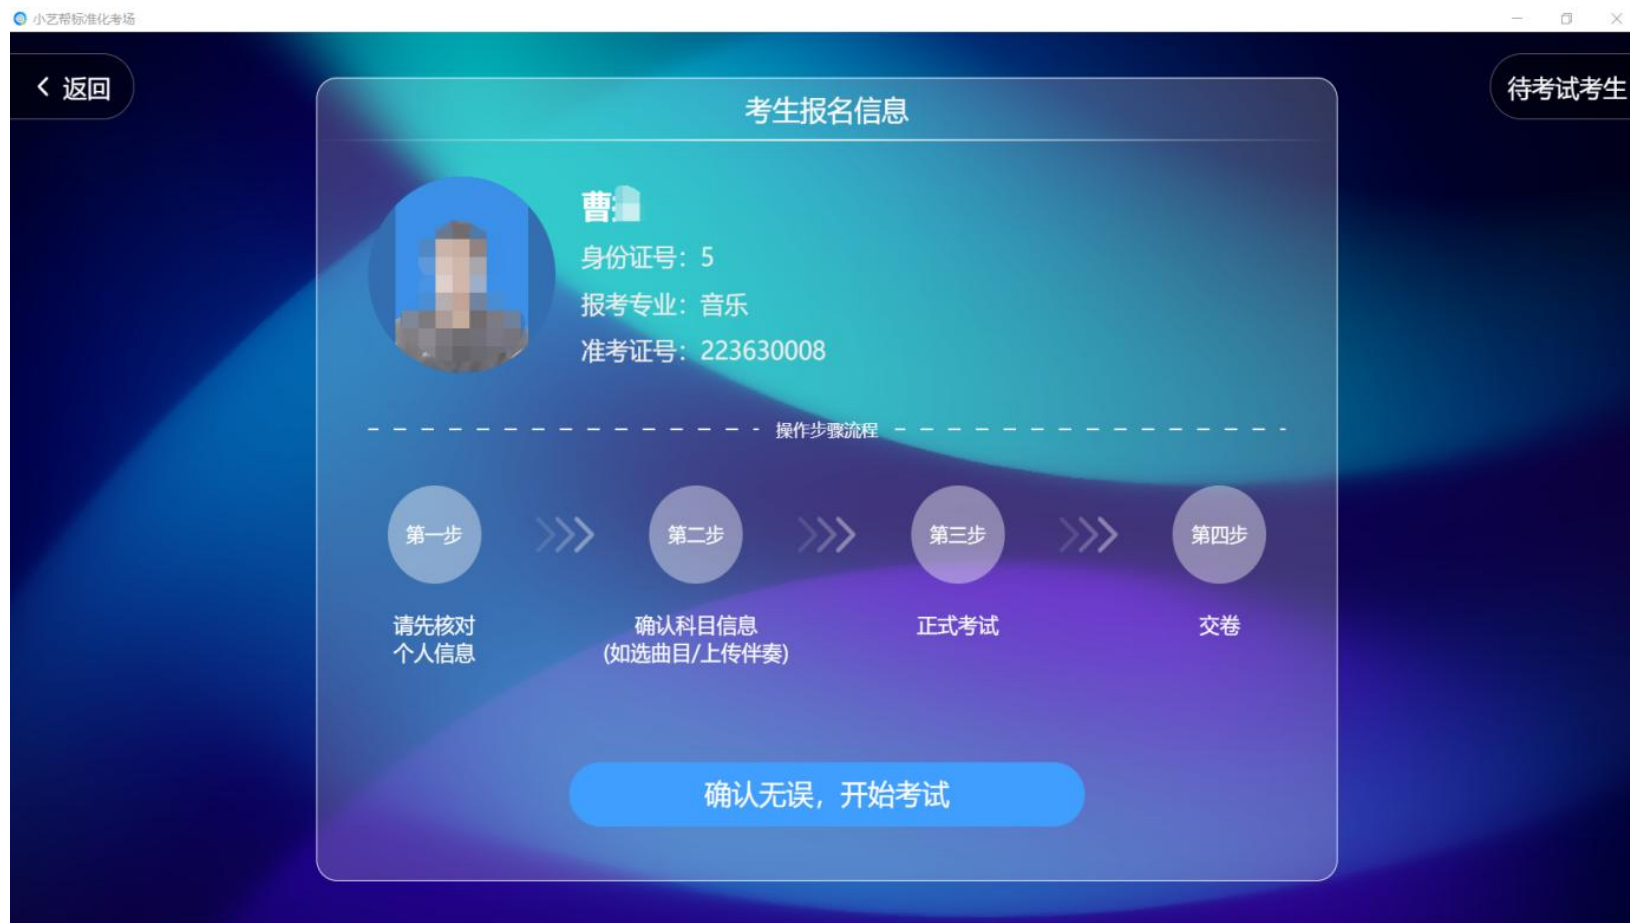 小艺帮标准化考场
返回
待考试考生
考生报名信息
曹
身份证号：5
报考专业：音乐
准考证号：223630008
操作步骤流程
第一步
第二步
第三步
第四步
请先核对
个人信息
确认科目信息
(如选曲目/上传伴奏)
正式考试
交卷
确认无误，开始考试